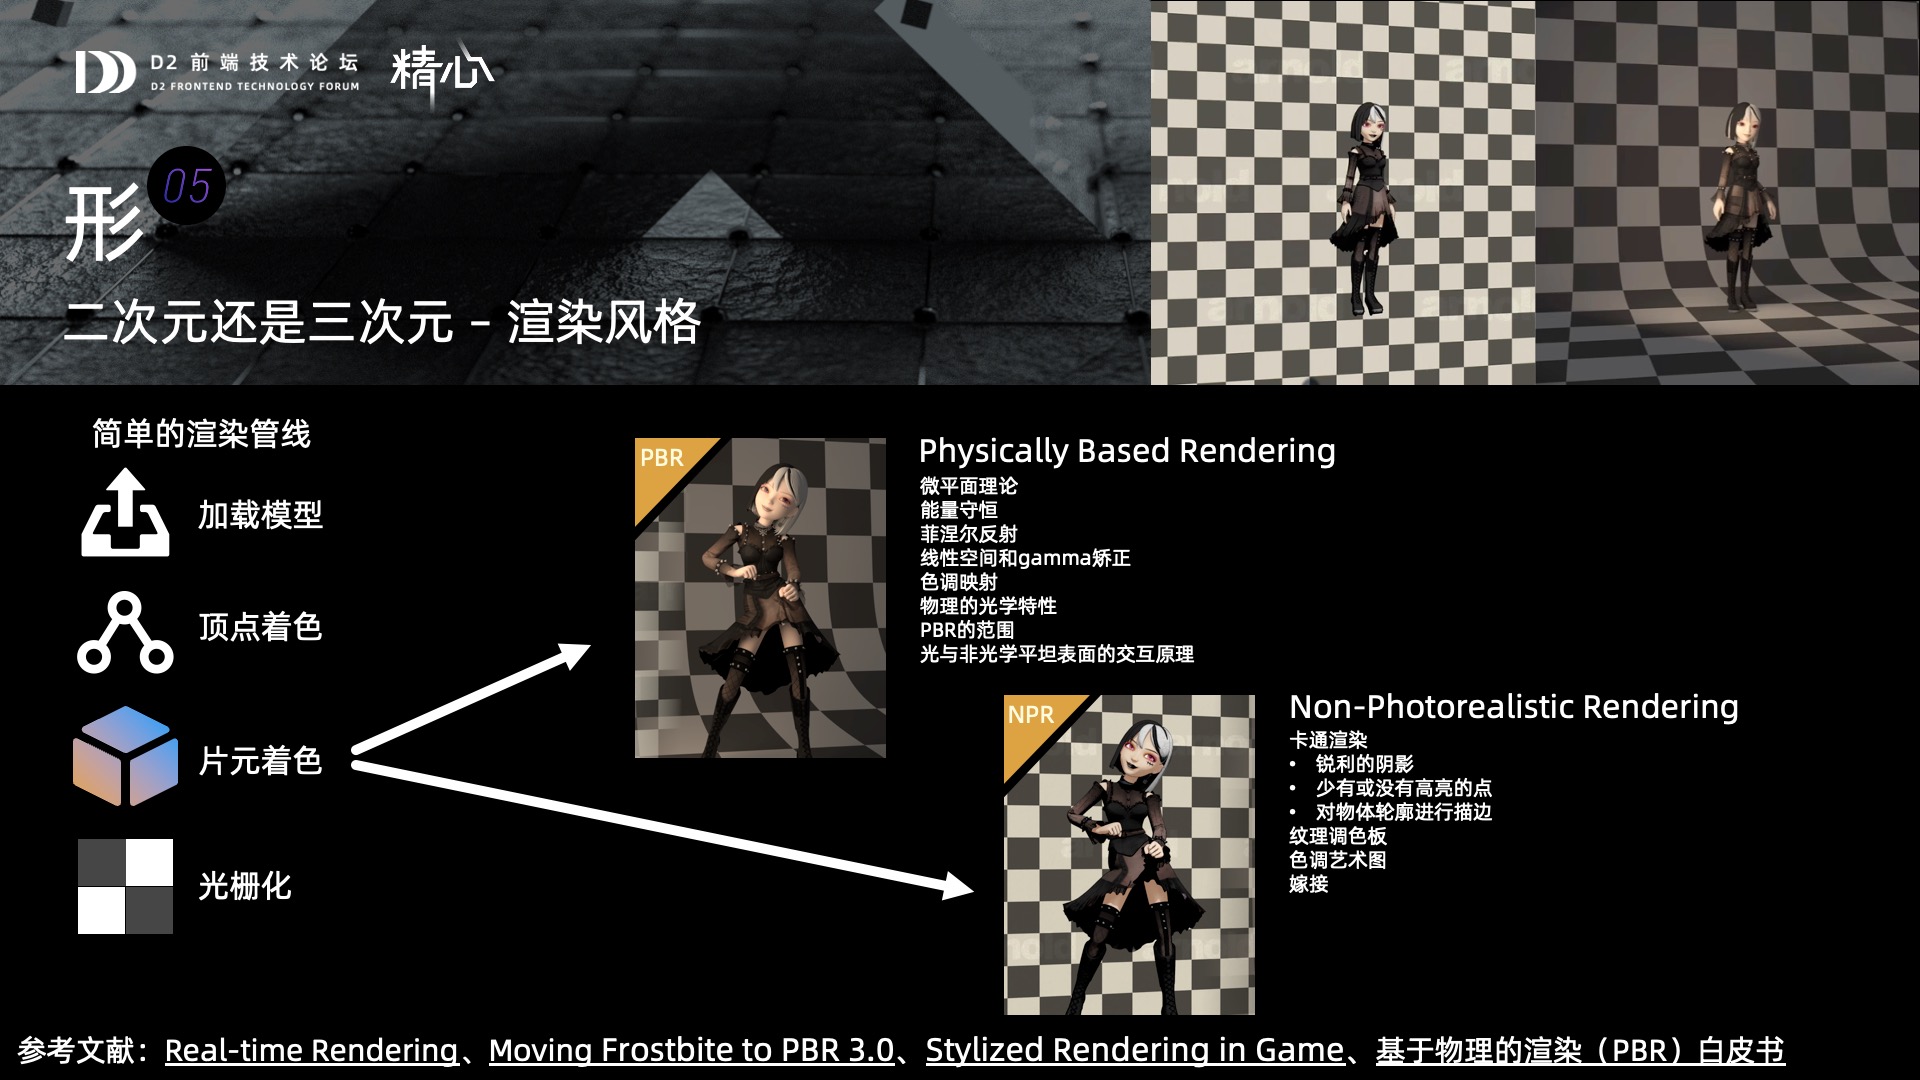 D2 前端技术论坛
D2 FRONTEND TECHNOLOGY FORUM
精心
形
05
二次元还是三次元 – 渲染风格
简单的渲染管线
加载模型
顶点着色
片元着色
光栅化
PBR
Physically Based Rendering
微平面理论
能量守恒
菲涅尔反射
线性空间和gamma矫正
色调映射
物理的光学特性
PBR的范围
光与非光学平坦表面的交互原理
NPR
Non-Photorealistic Rendering
卡通渲染
• 锐利的阴影
• 少有或没有高亮的点
• 对物体轮廓进行描边
纹理调色板
色调艺术图
嫁接
arnold
arnold
arnold
arnold
参考文献：Real-time Rendering、Moving Frostbite to PBR 3.0、Stylized Rendering in Game、基于物理的渲染（PBR）白皮书